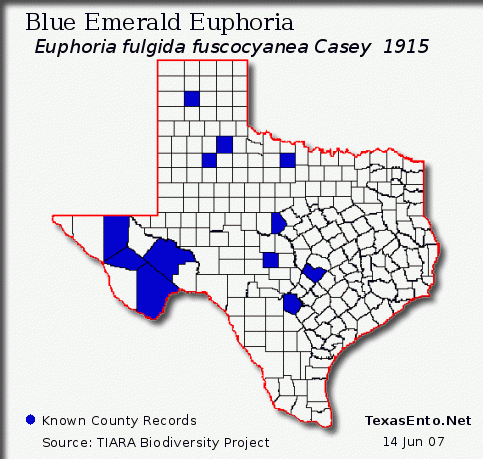 Blue Emerald Euphoria
Euphoria fulgida fuscocyanea Casey 1915
Known County Records
Source: TIARA Biodiversity Project
TexasEnto.Net
14 Jun 07